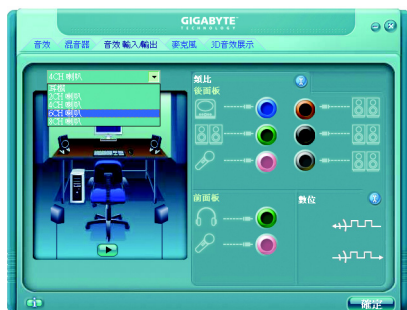 GIGABYTE
TECHNOLOGY
音效
混音器
音效輸入/輸出
麥克風
3D音效展示
4CH 喇叭
耳機
2CH 喇叭
4CH 喇叭
6CH 喇叭
8CH 喇叭
類比
後面板
前面板
數位
確定